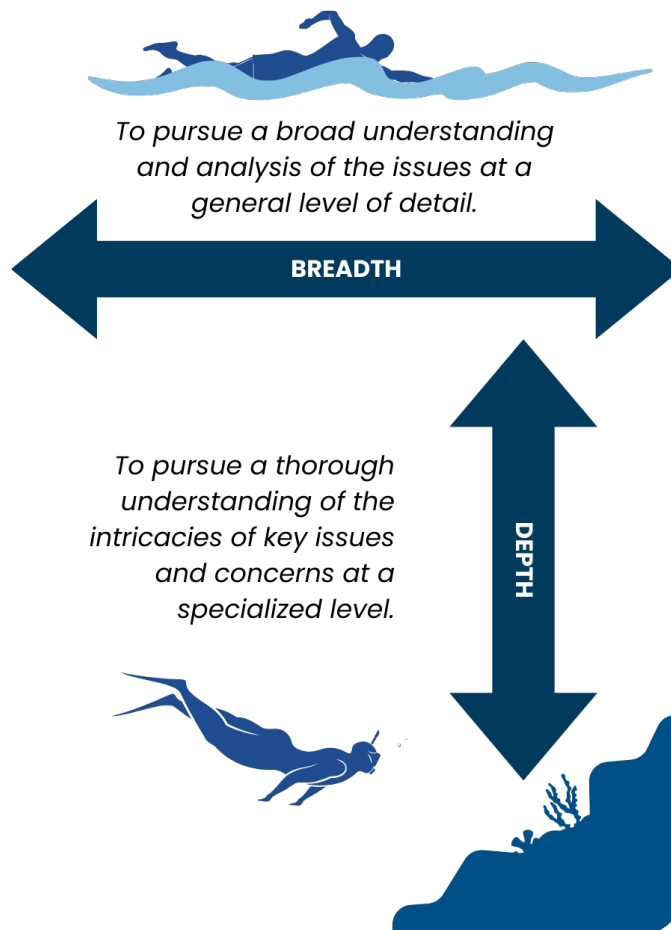 To pursue a broad understanding
and analysis of the issues at a
general level of detail.
BREADTH
To pursue a thorough
understanding of the
intricacies of key issues
and concerns at a
specialized level.
DEPTH